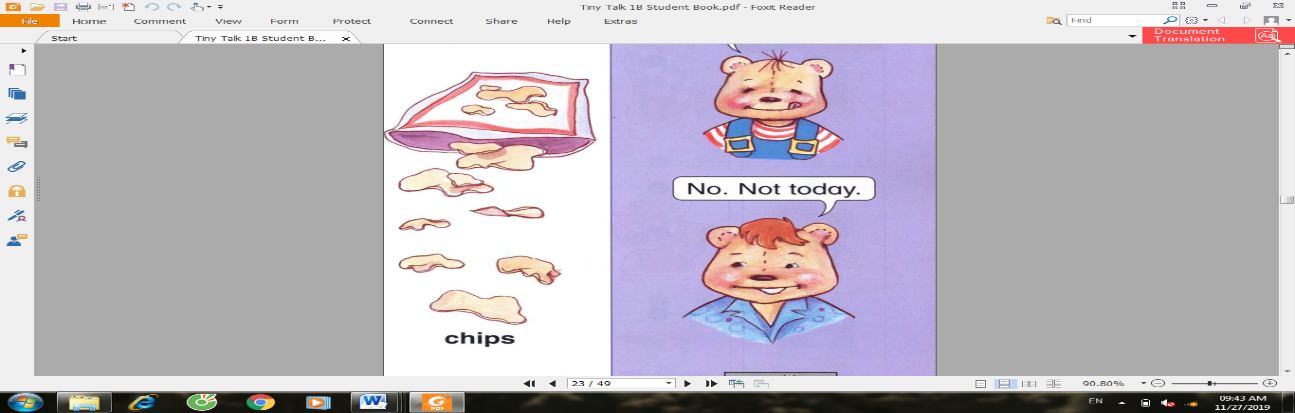 Tiny Talk 1B Student Book.pdf - Foxit Reader
File Home Comment View Form Protect Connect Share Help Extras
Find
Start
Tiny Talk 1B Student B...
Document
Translation
No. Not today.
chips
23 / 49
90.80%
EN
09:43 AM
11/27/2019